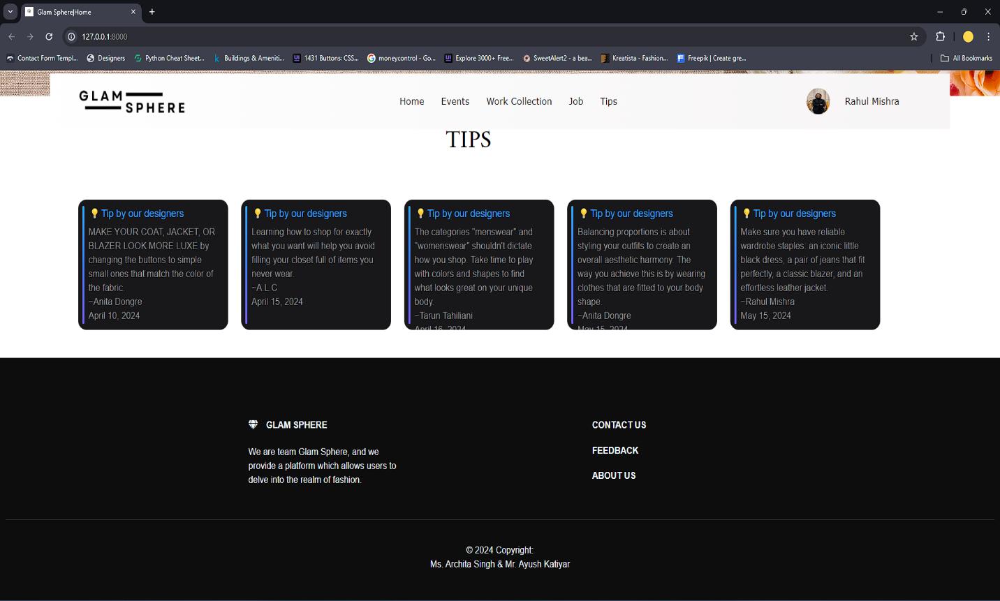 Glam Sphere|Home
127.0.0.1:8000
Contact Form Templ...
Designers
Python Cheat Sheet...
Buildings & Ameniti...
1431 Buttons: CSS...
moneycontrol - Go...
Explore 3000+ Free...
SweetAlert2 - a bea...
Kreatista - Fashion...
Freepik | Create gre...
All Bookmarks
GLAM
SPHERE
Home
Events
Work Collection
Job
Tips
Rahul Mishra
TIPS
Tip by our designers
MAKE YOUR COAT, JACKET, OR
BLAZER LOOK MORE LUXE by
changing the buttons to simple
small ones that match the color of
the fabric.
~Anita Dongre
April 10, 2024
Tip by our designers
Learning how to shop for exactly
what you want will help you avoid
filling your closet full of items you
never wear.
~A.L.C
April 15, 2024
Tip by our designers
The categories "menswear" and
"womenswear" shouldn't dictate
how you shop. Take time to play
with colors and shapes to find
what looks great on your unique
body.
~Tarun Tahiliani
April 16, 2024
Tip by our designers
Balancing proportions is about
styling your outfits to create an
overall aesthetic harmony. The
way you achieve this is by wearing
clothes that are fitted to your body
shape.
~Anita Dongre
May 15, 2024
Tip by our designers
Make sure you have reliable
wardrobe staples: an iconic little
black dress, a pair of jeans that fit
perfectly, a classic blazer, and an
effortless leather jacket.
~Rahul Mishra
May 15, 2024
GLAM SPHERE
We are team Glam Sphere, and we
provide a platform which allows users to
delve into the realm of fashion.
CONTACT US
FEEDBACK
ABOUT US
© 2024 Copyright:
Ms. Archita Singh & Mr. Ayush Katiyar